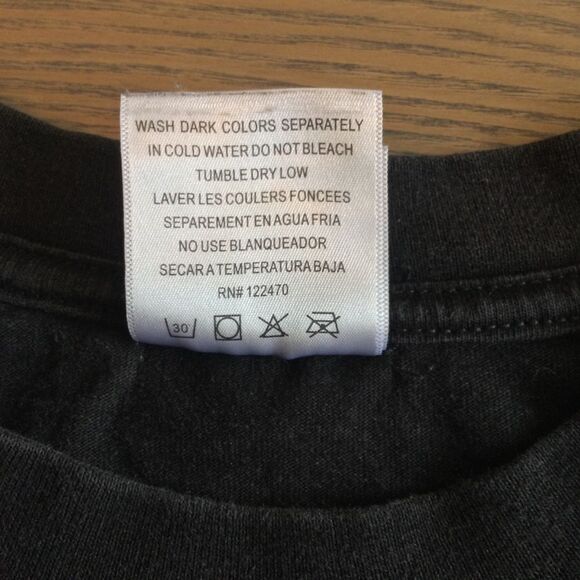 WASH DARK COLORS SEPARATELY
IN COLD WATER DO NOT BLEACH
TUMBLE DRY LOW
LAVER LES COULERS FONCEES
SEPAREMENT EN AGUA FRIA
NO USE BLANQUEADOR
SECAR A TEMPERATURA BAJA
RN# 122470
30